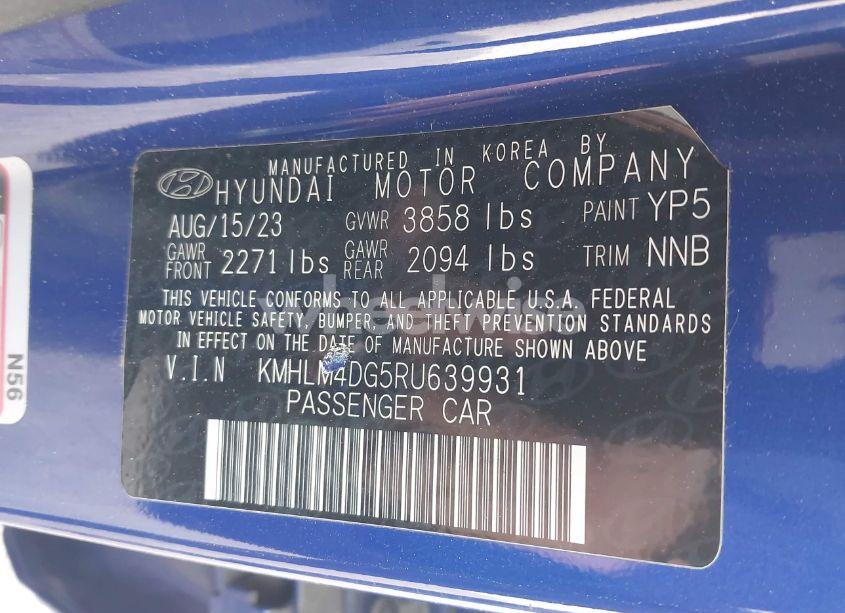 MANUFACTURED IN KOREA BY
HYUNDAI MOTOR COMPANY
AUG/15/23 GVWR 3858 lbs PAINT YP5
GAWR FRONT 2271 lbs GAWR REAR 2094 lbs TRIM NNB
THIS VEHICLE CONFORMS TO ALL APPLICABLE U.S.A. FEDERAL
MOTOR VEHICLE SAFETY, BUMPER, AND THEFT PREVENTION STANDARDS
IN EFFECT ON THE DATE OF MANUFACTURE SHOWN ABOVE
V.I.N KMHLM4DG5RU639931
PASSENGER CAR
N56
wheelwise